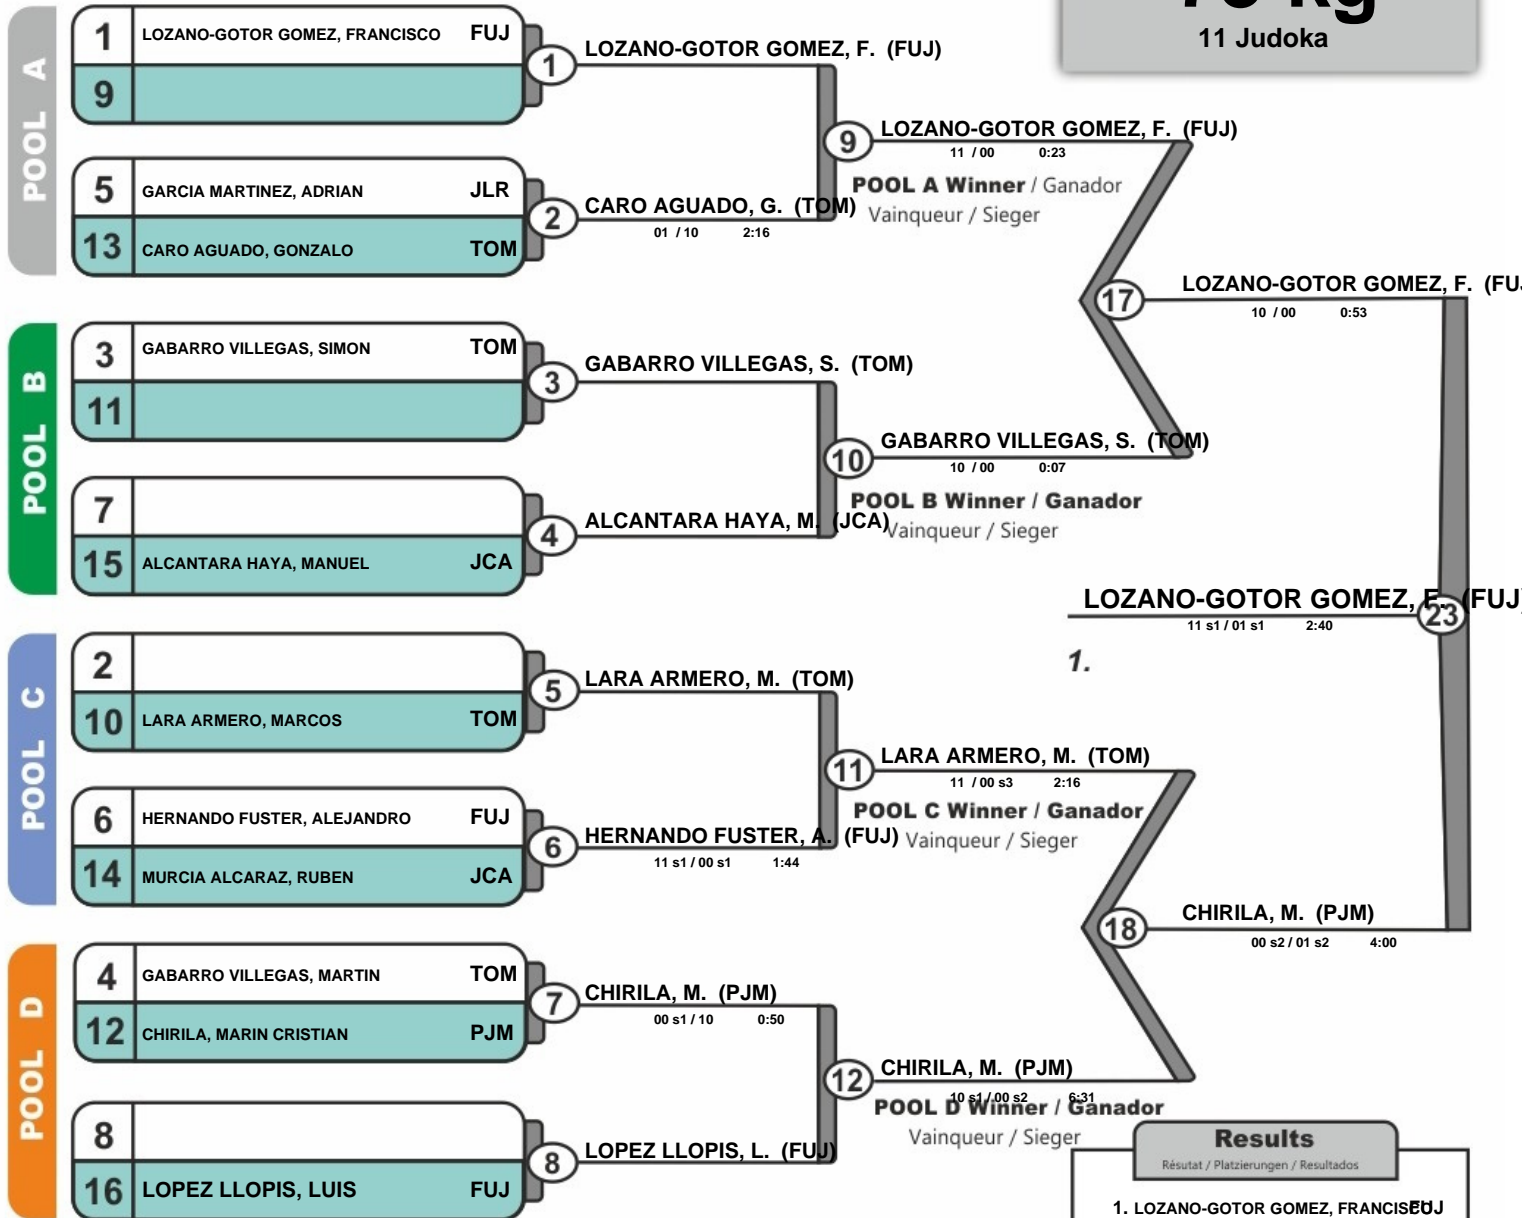 POOL A
1 LOZANO-GOTOR GOMEZ, FRANCISCO FUJ
9
5 GARCIA MARTINEZ, ADRIAN JLR
13 CARO AGUADO, GONZALO TOM
POOL B
3 GABARRO VILLEGAS, SIMON TOM
11
7
15 ALCANTARA HAYA, MANUEL JCA
POOL C
2
10 LARA ARMERO, MARCOS TOM
6 HERNANDO FUSTER, ALEJANDRO FUJ
14 MURCIA ALCARAZ, RUBEN JCA
POOL D
4 GABARRO VILLEGAS, MARTIN TOM
12 CHIRILA, MARIN CRISTIAN PJM
8
16 LOPEZ LLOPIS, LUIS FUJ
1 LOZANO-GOTOR GOMEZ, F. (FUJ)
2 CARO AGUADO, G. (TOM)
01 / 10 2:16
3 GABARRO VILLEGAS, S. (TOM)
4 ALCANTARA HAYA, M. (JCA)
5 LARA ARMERO, M. (TOM)
6 HERNANDO FUSTER, A. (FUJ)
11 s1 / 00 s1 1:44
7 CHIRILA, M. (PJM)
00 s1 / 10 0:50
8 LOPEZ LLOPIS, L. (FUJ)
9 LOZANO-GOTOR GOMEZ, F. (FUJ)
11 / 00 0:23
POOL A Winner / Ganador
Vainqueur / Sieger
10 GABARRO VILLEGAS, S. (TOM)
10 / 00 0:07
POOL B Winner / Ganador
Vainqueur / Sieger
11 LARA ARMERO, M. (TOM)
11 / 00 s3 2:16
POOL C Winner / Ganador
Vainqueur / Sieger
12 CHIRILA, M. (PJM)
10 s1 / 00 s2 6:31
POOL D Winner / Ganador
Vainqueur / Sieger
kg
11 Judoka
17 LOZANO-GOTOR GOMEZ, F. (FUJ
10 / 00 0:53
18 CHIRILA, M. (PJM)
00 s2 / 01 s2 4:00
LOZANO-GOTOR GOMEZ, F. (FUJ) 23
11 s1 / 01 s1 2:40
1.
Results
Résutat / Platzierungen / Resultados
1. LOZANO-GOTOR GOMEZ, FRANCISCO FUJ